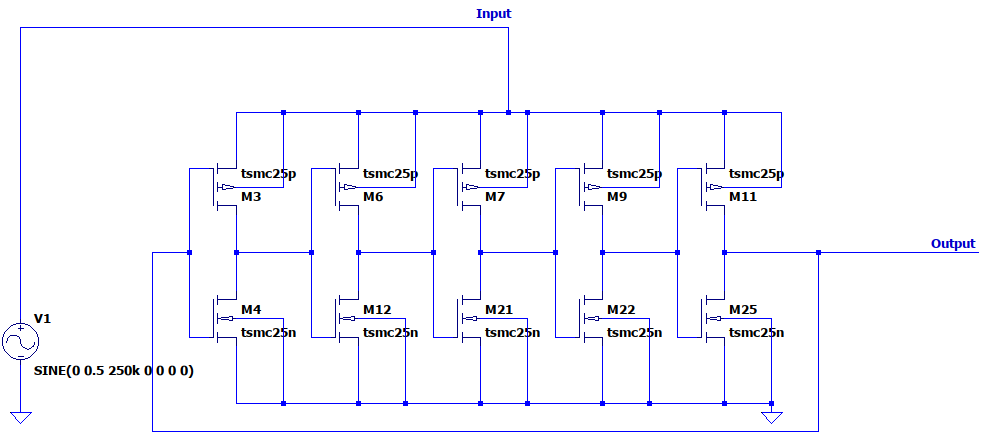 Input
tsmc25p tsmc25p tsmc25p tsmc25p tsmc25p
M3 M6 M7 M9 M11
Output
M4 M12 M21 M22 M25
V1
tsmc25n tsmc25n tsmc25n tsmc25n tsmc25n
SINE(0 0.5 250k 0 0 0 0)